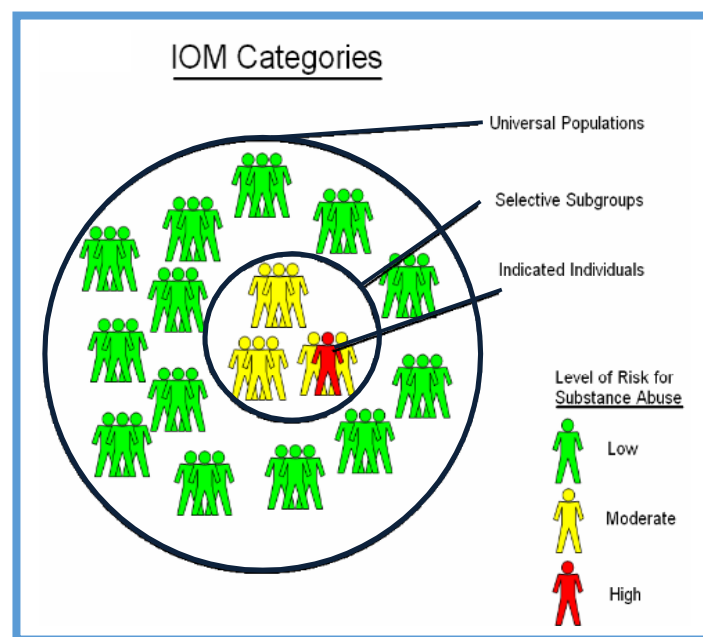 IOM Categories
Universal Populations
Selective Subgroups
Indicated Individuals
Level of Risk for
Substance Abuse
Low
Moderate
High